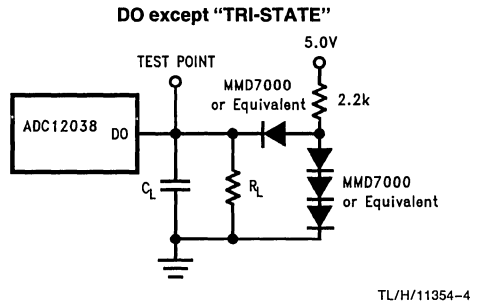 DO except “TRI-STATE”
5.0V
TEST POINT
MMD7000
or Equivalent
2.2k
ADC12038
DO
CL
RL
MMD7000
or Equivalent
TL/H/11354–4